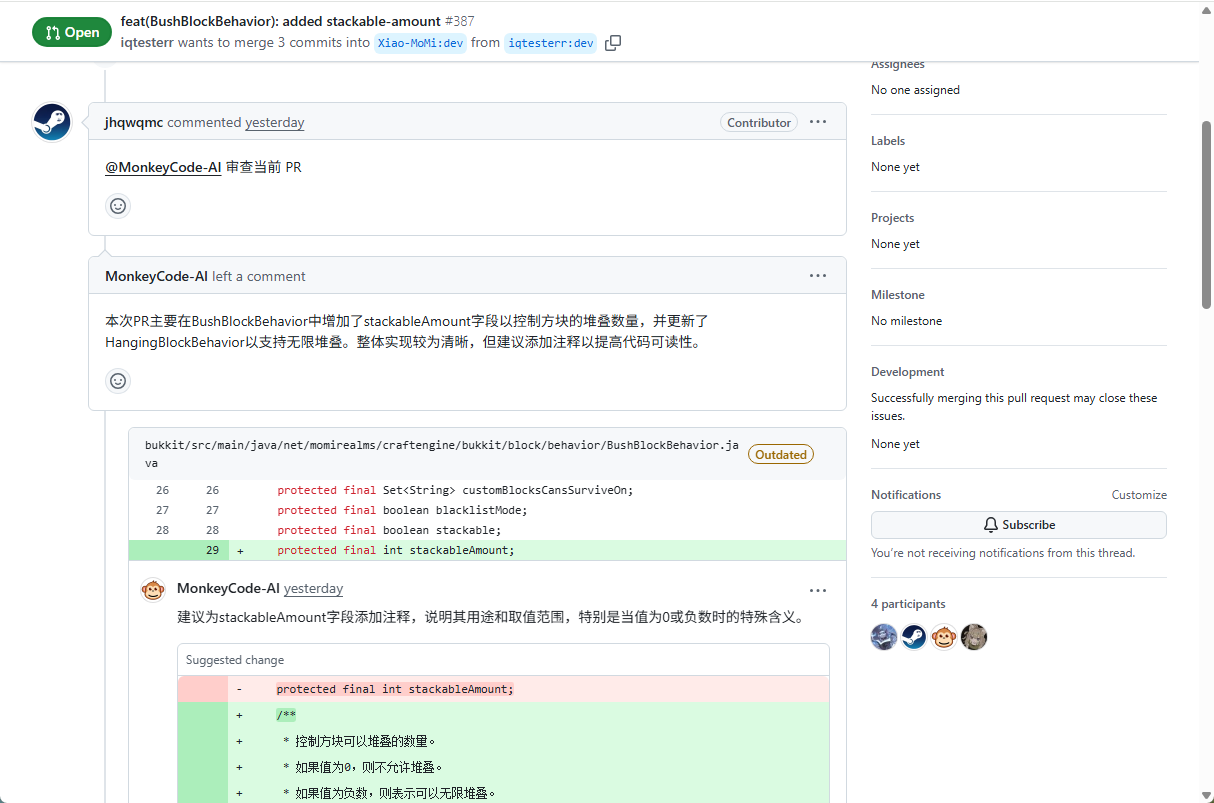 Open
feat(BushBlockBehavior): added stackable-amount #387
iqtesterr wants to merge 3 commits into Xiao-MoMi:dev from iqtesterr:dev
jhqwqmc commented yesterday
Contributor
@MonkeyCode-AI 审查当前 PR
MonkeyCode-AI left a comment
本次PR主要在BushBlockBehavior中增加了stackableAmount字段以控制方块的堆叠数量，并更新了
HangingBlockBehavior以支持无限堆叠。整体实现较为清晰，但建议添加注释以提高代码可读性。
bukkit/src/main/java/net/momirealms/craftengine/bukkit/block/behavior/BushBlockBehavior.ja
va
Outdated
26 26 protected final Set<String> customBlocksCansSurviveOn;
27 27 protected final boolean blacklistMode;
28 28 protected final boolean stackable;
29 + protected final int stackableAmount;
MonkeyCode-AI yesterday
建议为stackableAmount字段添加注释，说明其用途和取值范围，特别是当值为0或负数时的特殊含义。
Suggested change
- protected final int stackableAmount;
+ /**
+ * 控制方块可以堆叠的数量。
+ * 如果值为0，则不允许堆叠。
+ * 如果值为负数，则表示可以无限堆叠。
Assignees
No one assigned
Labels
None yet
Projects
None yet
Milestone
No milestone
Development
Successfully merging this pull request may close these
issues.
None yet
Notifications
Customize
Subscribe
You're not receiving notifications from this thread.
4 participants